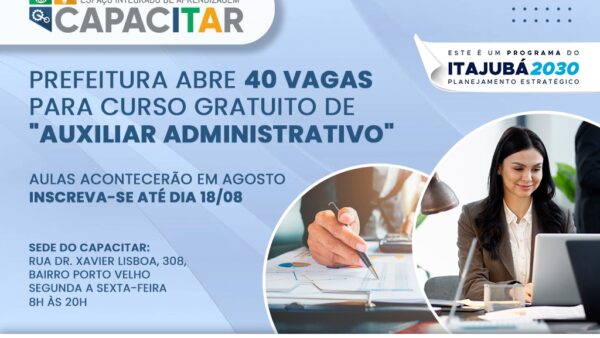 ESPAÇO INTEGRADO DE APRENDIZAGEM
CAPACITAR
ESTE É UM PROGRAMA DO
ITAJUBÁ2030
PLANEJAMENTO ESTRATÉGICO
PREFEITURA ABRE 40 VAGAS
PARA CURSO GRATUITO DE
"AUXILIAR ADMINISTRATIVO"
AULAS ACONTECERÃO EM AGOSTO
INSCREVA-SE ATÉ DIA 18/08
SEDE DO CAPACITAR:
RUA DR. XAVIER LISBOA, 308,
BAIRRO PORTO VELHO
SEGUNDA A SEXTA-FEIRA
8H ÀS 20H